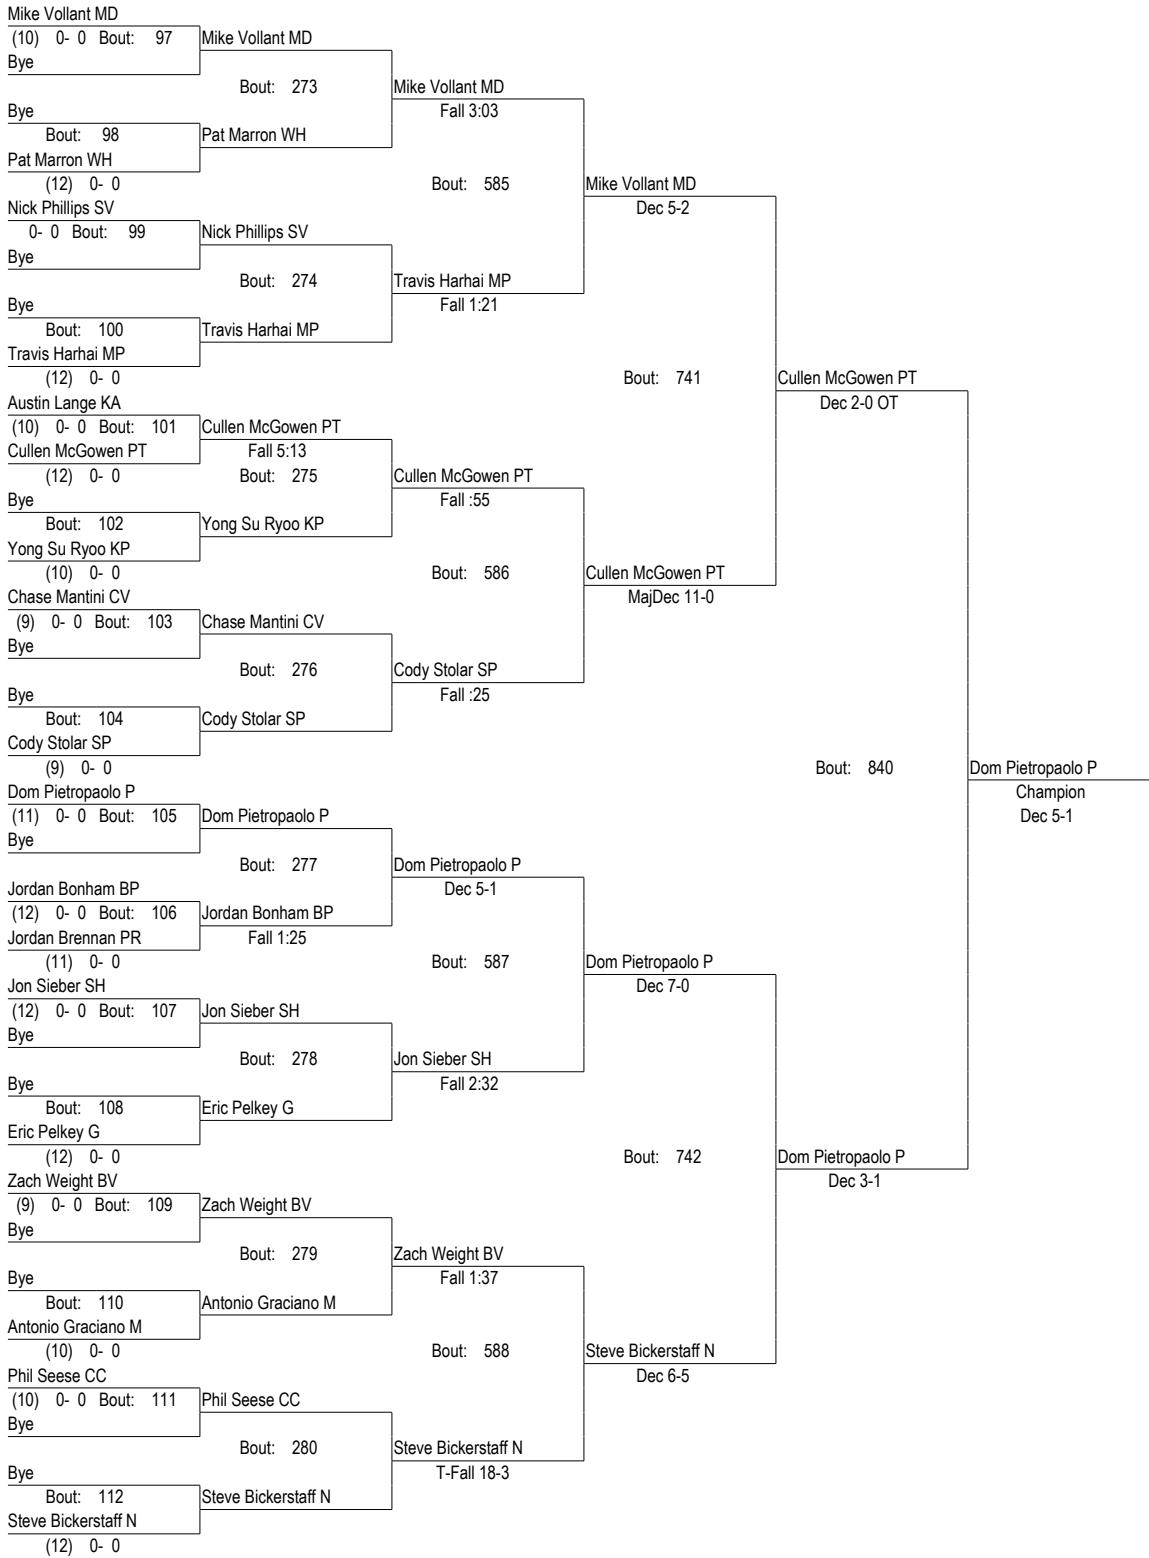 Mike Vollant MD
(10) 0- 0 Bout: 97 Mike Vollant MD
Bye
Bout: 273 Mike Vollant MD
Bye Fall 3:03
Bout: 98 Pat Marron WH
Pat Marron WH
(12) 0- 0 Bout: 585 Mike Vollant MD
Nick Phillips SV Dec 5-2
0- 0 Bout: 99 Nick Phillips SV
Bye
Bout: 274 Travis Harhai MP
Bye Fall 1:21
Bout: 100 Travis Harhai MP
Travis Harhai MP
(12) 0- 0 Bout: 741 Cullen McGowen PT
Austin Lange KA Dec 2-0 OT
(10) 0- 0 Bout: 101 Cullen McGowen PT
Cullen McGowen PT Fall 5:13
(12) 0- 0 Bout: 275 Cullen McGowen PT
Bye Fall :55
Bout: 102 Yong Su Ryoo KP
Yong Su Ryoo KP
(10) 0- 0 Bout: 586 Cullen McGowen PT
Chase Mantini CV MajDec 11-0
(9) 0- 0 Bout: 103 Chase Mantini CV
Bye
Bout: 276 Cody Stolar SP
Bye Fall :25
Bout: 104 Cody Stolar SP
Cody Stolar SP
(9) 0- 0 Bout: 840 Dom Pietropaolo P
Dom Pietropaolo P Champion
(11) 0- 0 Bout: 105 Dom Pietropaolo P Dec 5-1
Bye
Bout: 277 Dom Pietropaolo P
Jordan Bonham BP Dec 5-1
(12) 0- 0 Bout: 106 Jordan Bonham BP
Jordan Brennan PR Fall 1:25
(11) 0- 0 Bout: 587 Dom Pietropaolo P
Jon Sieber SH Dec 7-0
(12) 0- 0 Bout: 107 Jon Sieber SH
Bye
Bout: 278 Jon Sieber SH
Bye Fall 2:32
Bout: 108 Eric Pelkey G
Eric Pelkey G
(12) 0- 0 Bout: 742 Dom Pietropaolo P
Zach Weight BV Dec 3-1
(9) 0- 0 Bout: 109 Zach Weight BV
Bye
Bout: 279 Zach Weight BV
Bye Fall 1:37
Bout: 110 Antonio Graciano M
Antonio Graciano M
(10) 0- 0 Bout: 588 Steve Bickerstaff N
Phil Seese CC Dec 6-5
(10) 0- 0 Bout: 111 Phil Seese CC
Bye
Bout: 280 Steve Bickerstaff N
Bye T-Fall 18-3
Bout: 112 Steve Bickerstaff N
Steve Bickerstaff N
(12) 0- 0